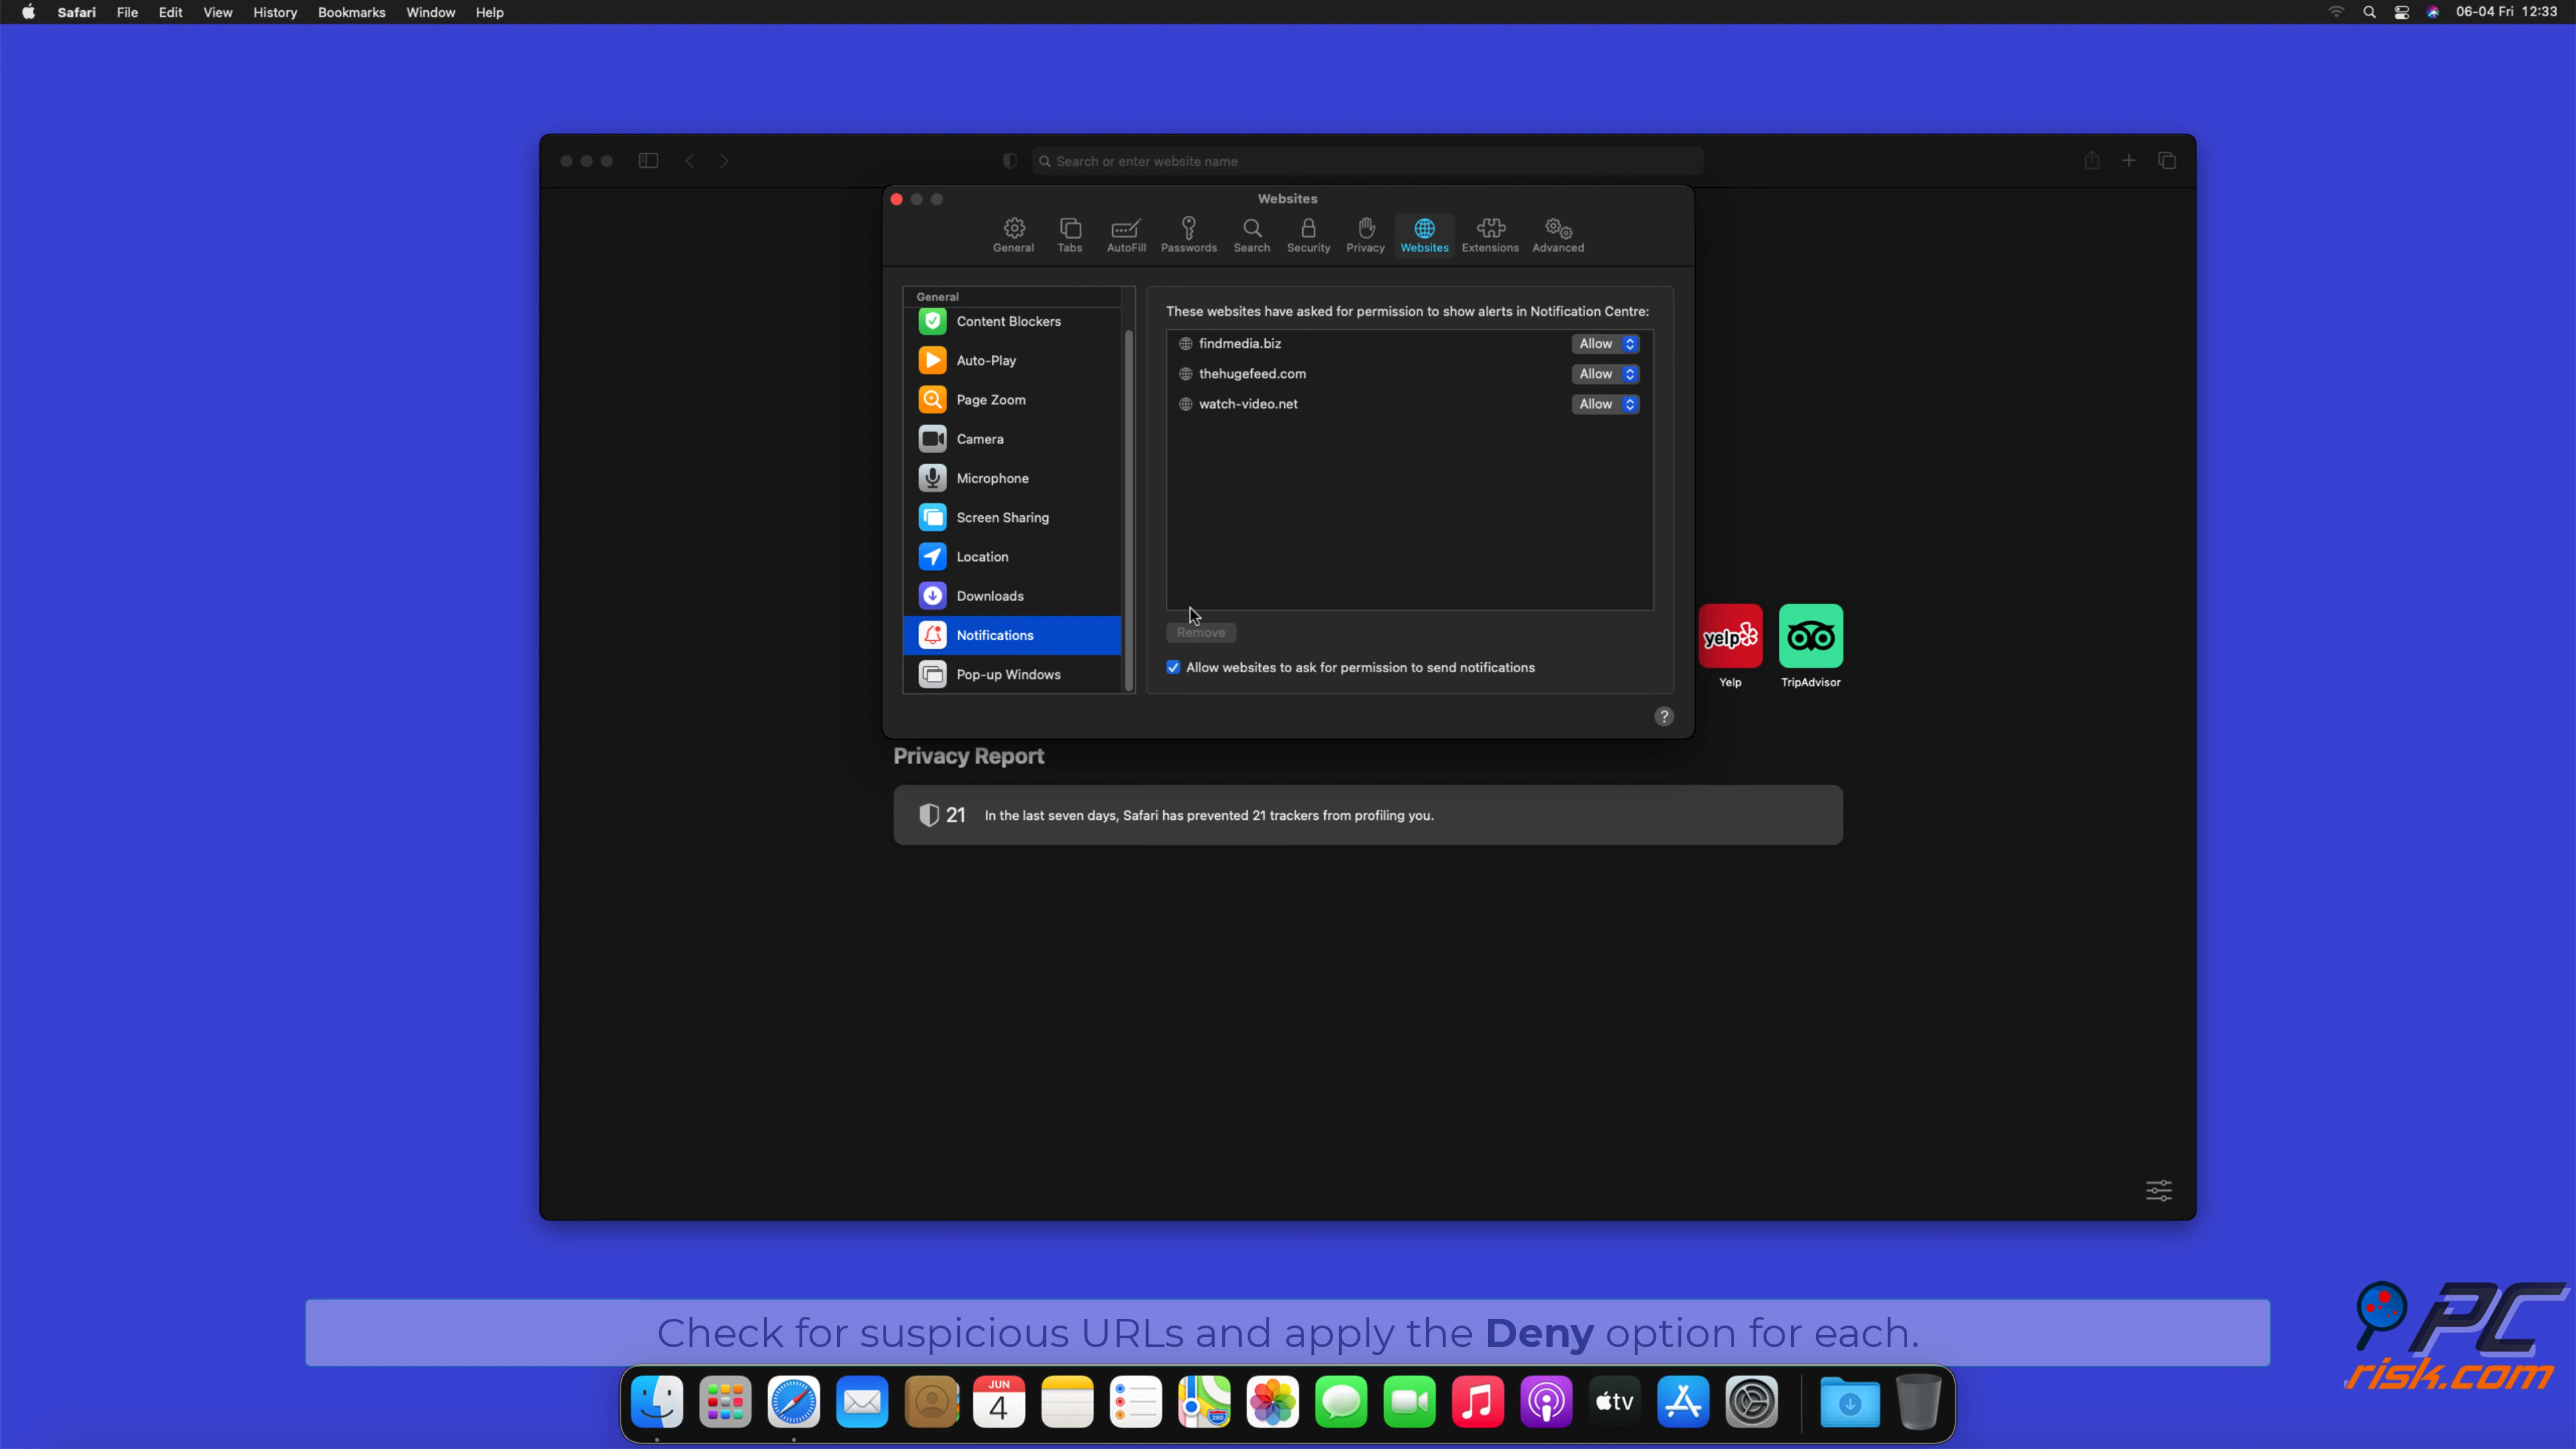 Safari File Edit View History Bookmarks Window Help 06-04 Fri 12:33
Search or enter website name
Websites
General Tabs AutoFill Passwords Search Security Privacy Websites Extensions Advanced
General
Content Blockers
Auto-Play
Page Zoom
Camera
Microphone
Screen Sharing
Location
Downloads
Notifications
Pop-up Windows
These websites have asked for permission to show alerts in Notification Centre:
findmedia.biz Allow
thehugefeed.com Allow
watch-video.net Allow
Remove
Allow websites to ask for permission to send notifications
?
yelp
Yelp TripAdvisor
Privacy Report
21 In the last seven days, Safari has prevented 21 trackers from profiling you.
Check for suspicious URLs and apply the Deny option for each.
PC
risk.com
JUN
4
280
tv